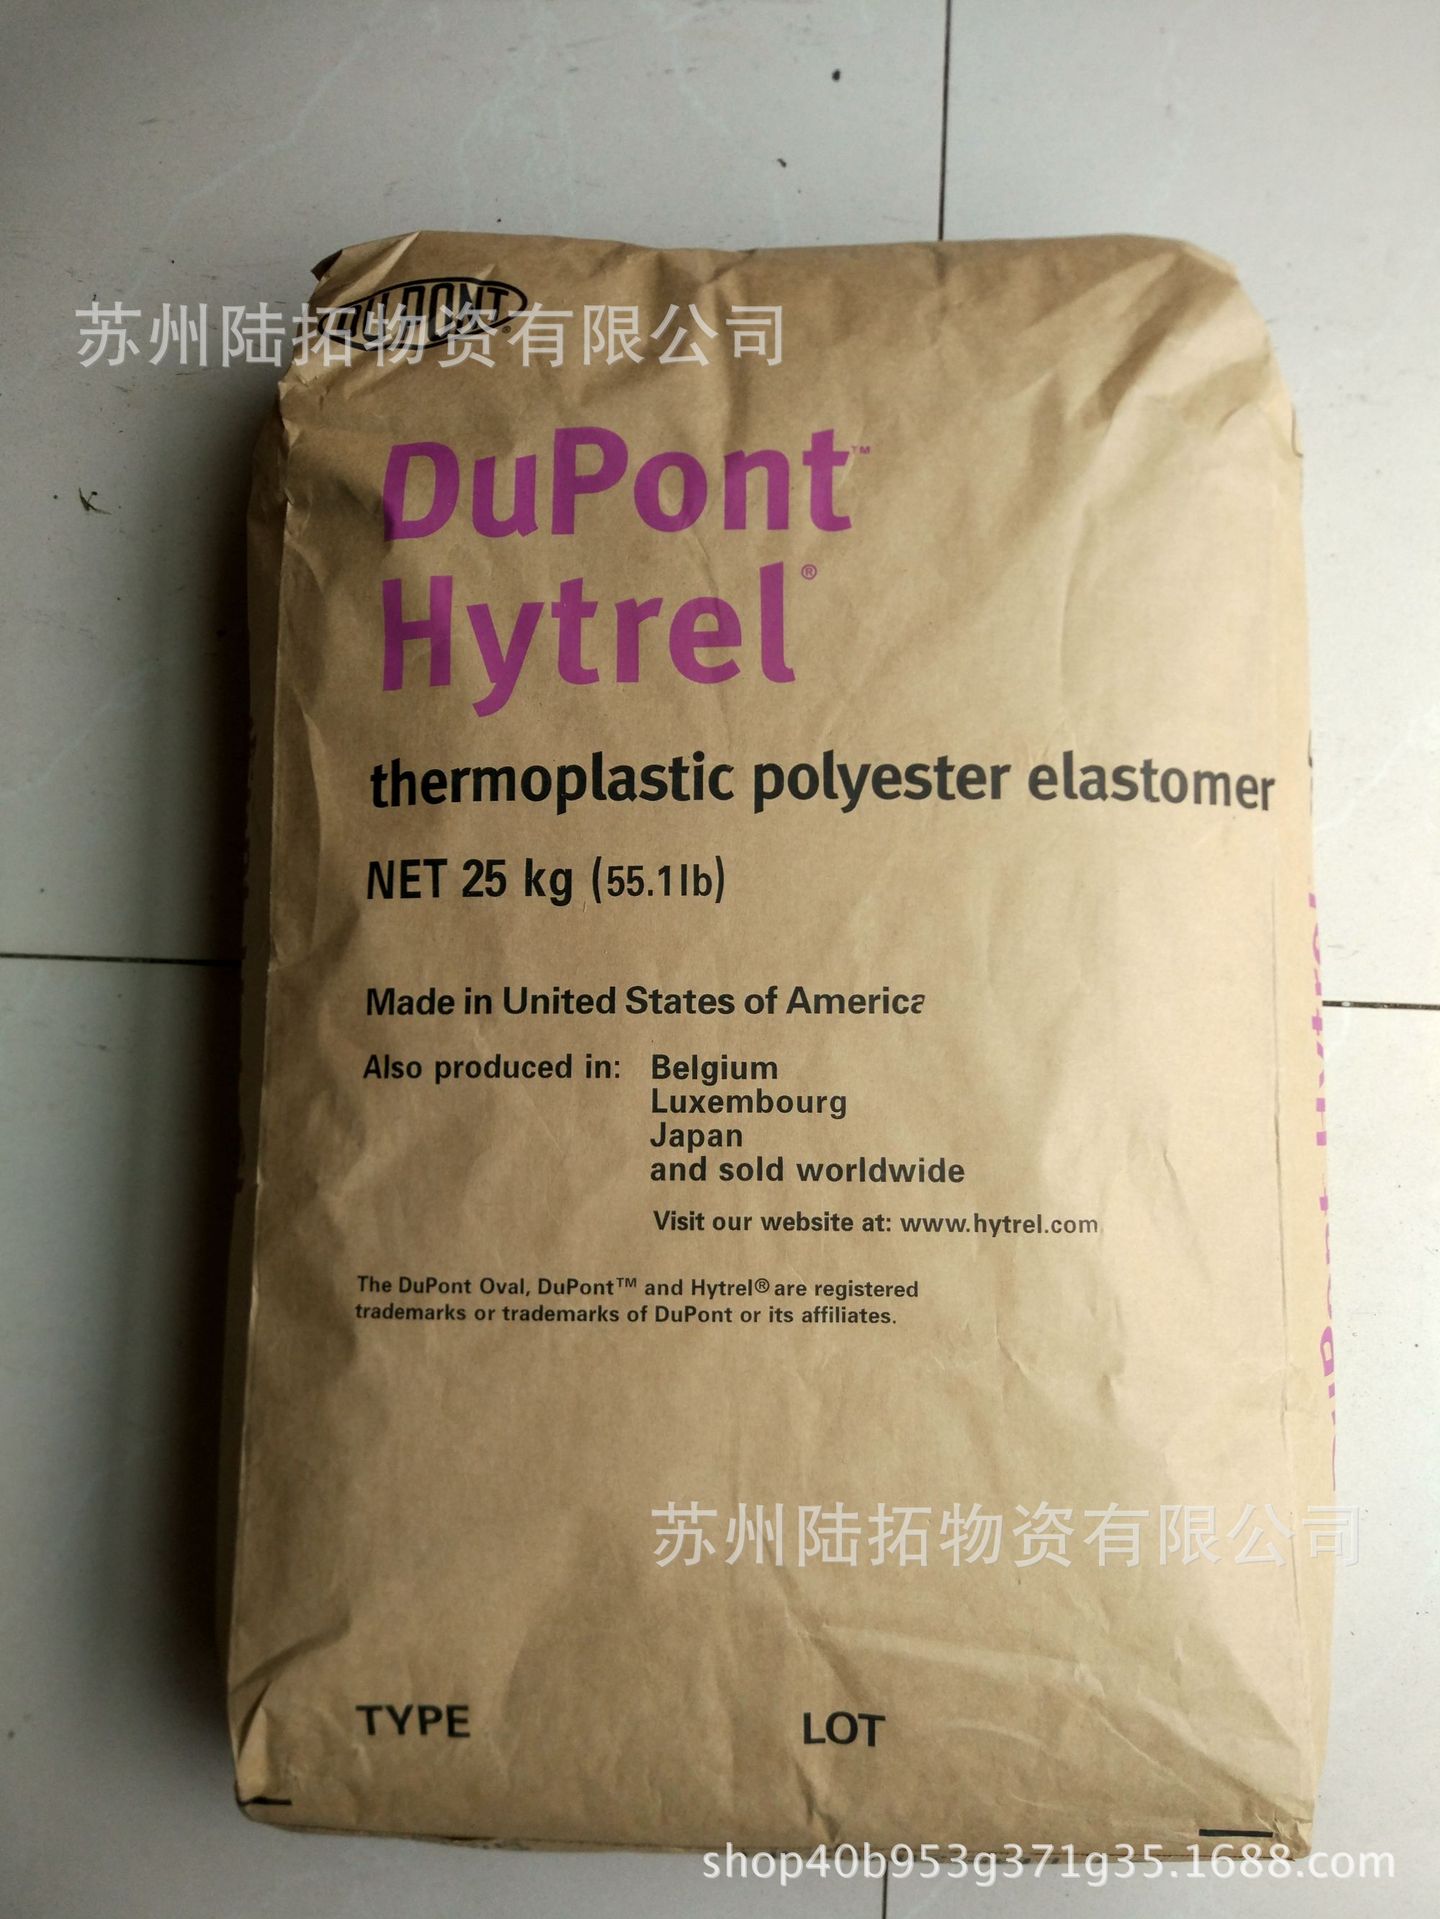 DUPONT®
苏州陆拓物资有限公司
DuPont™
Hytrel®
thermoplastic polyester elastomer
NET 25 kg (55.1lb)
Made in United States of America
Also produced in: Belgium
Luxembourg
Japan
and sold worldwide
Visit our website at: www.hytrel.com
The DuPont Oval, DuPont™ and Hytrel® are registered
trademarks or trademarks of DuPont or its affiliates.
苏州陆拓物资有限公司
TYPE LOT
shop40b953g371g35.1688.com